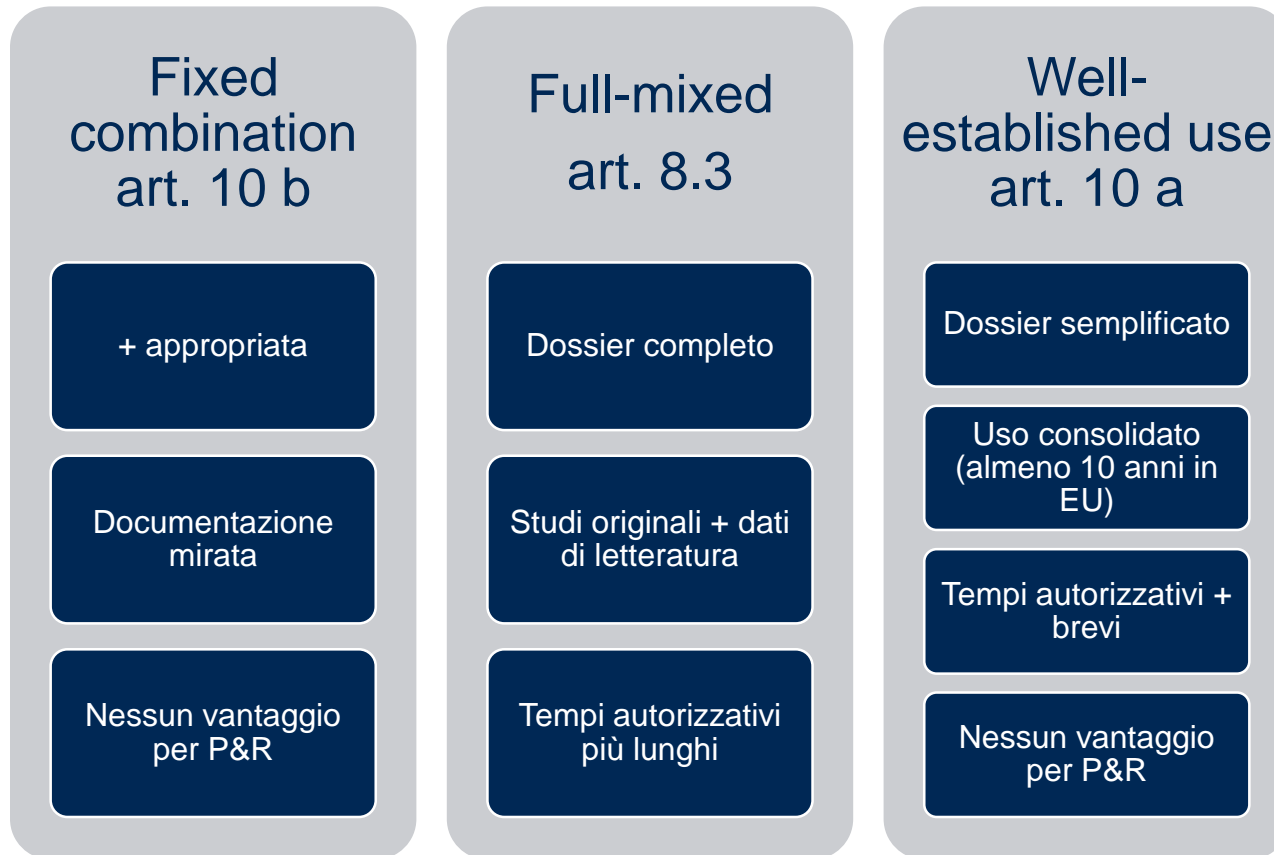 Fixed
combination
art. 10 b
+ appropriata
Documentazione
mirata
Nessun vantaggio
per P&R
Full-mixed
art. 8.3
Dossier completo
Studi originali + dati
di letteratura
Tempi autorizzativi
più lunghi
Well-
established use
art. 10 a
Dossier semplificato
Uso consolidato
(almeno 10 anni in
EU)
Tempi autorizzativi +
brevi
Nessun vantaggio
per P&R